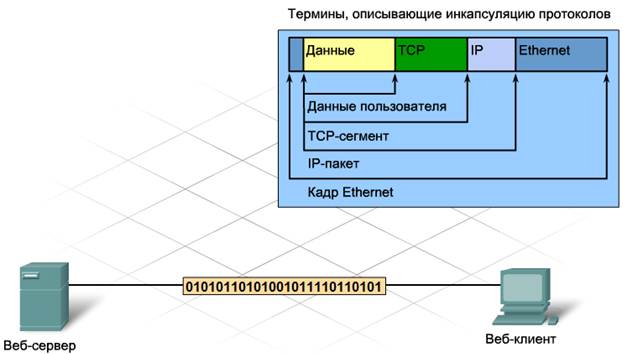 Термины, описывающие инкапсуляцию протоколов
Данные TCP IP Ethernet
Данные пользователя
TCP-сегмент
IP-пакет
Кадр Ethernet
01010110101001011110110101
Веб-сервер
Веб-клиент